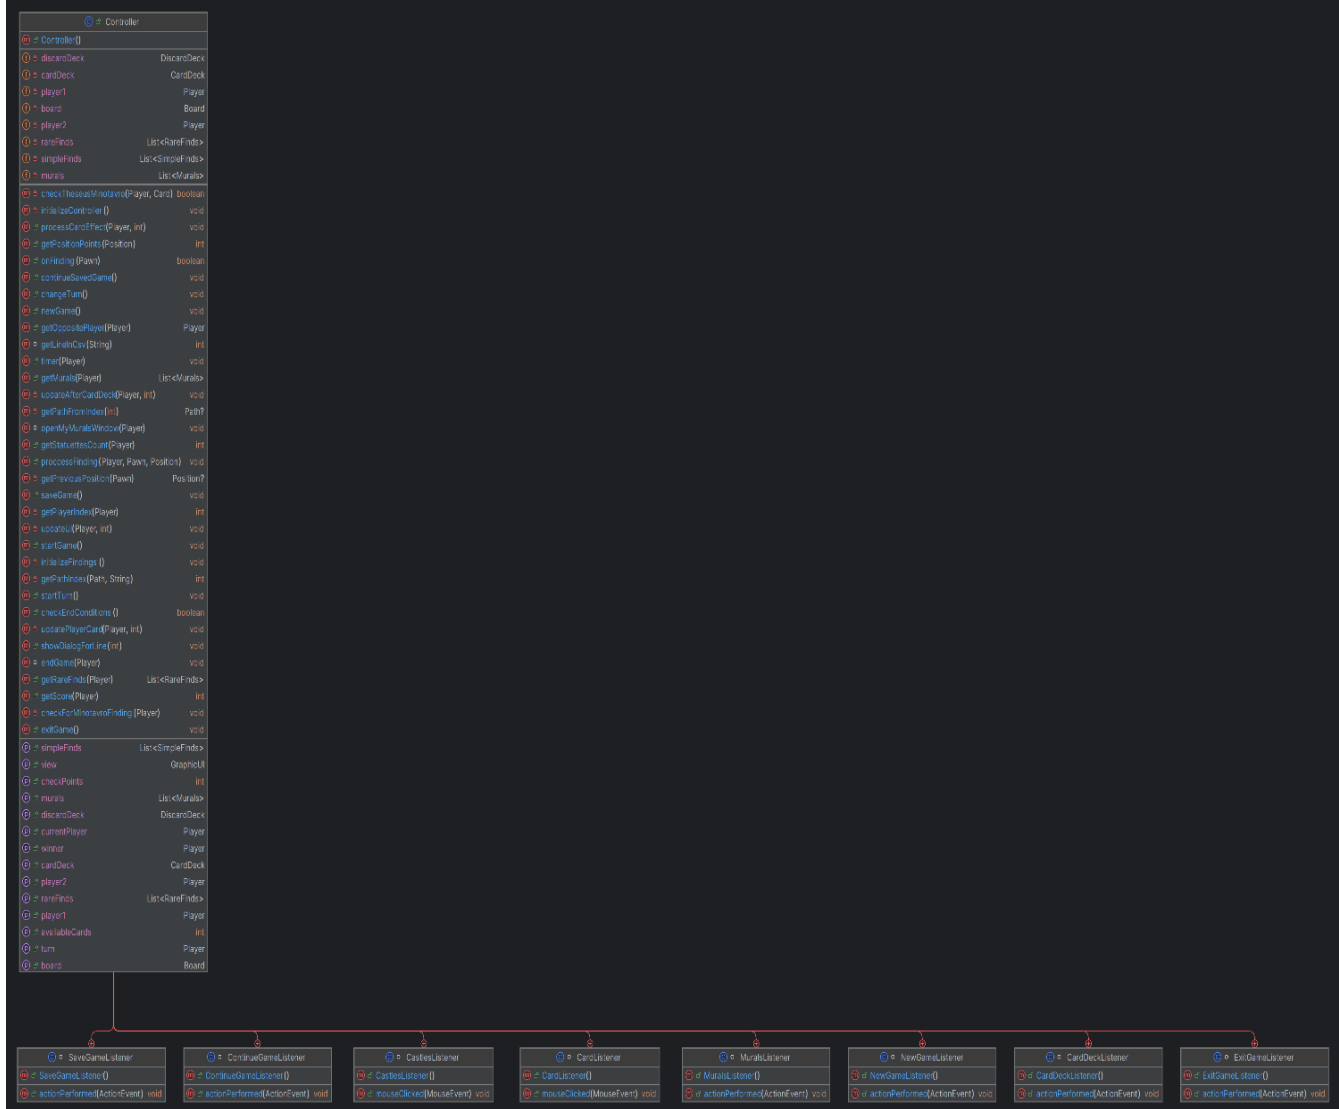 Controller
Controller()
discardDeck DiscardDeck
cardDeck CardDeck
player1 Player
board Board
player2 Player
rareFinds List<RareFinds>
simpleFinds List<SimpleFinds>
murals List<Murals>
checkTheseusMinotavro(Player, Card) boolean
initializeController () void
processCardEffect(Player, int) void
getPositionPoints(Position) int
onFinding (Pawn) boolean
continueSavedGame() void
changeTurn() void
newGame() void
getOppositePlayer(Player) Player
getLineInCsv(String) int
timer(Player) void
getMurals(Player) List<Murals>
updateAfterCardDeck(Player, int) void
getPathFromIndex(int) Path?
openMyMuralsWindow(Player) void
getStatuettesCount(Player) int
proccessFinding (Player, Pawn, Position) void
getPreviousPosition(Pawn) Position?
saveGame() void
getPlayerIndex(Player) int
updateUI(Player, int) void
startGame() void
initializeFindings () void
getPathIndex(Path, String) int
startTurn() void
checkEndConditions () boolean
updatePlayerCard(Player, int) void
showDialogForLine(int) void
endGame(Player) void
getRareFinds(Player) List<RareFinds>
getScore(Player) int
checkForMinotavroFinding (Player) void
exitGame() void
simpleFinds List<SimpleFinds>
view GraphicUI
checkPoints int
murals List<Murals>
discardDeck DiscardDeck
currentPlayer Player
winner Player
cardDeck CardDeck
player2 Player
rareFinds List<RareFinds>
player1 Player
availableCards int
turn Player
board Board
SaveGameListener ContinueGameListener CastlesListener CardListener MuralsListener NewGameListener CardDeckListener ExitGameListener
SaveGameListener() ContinueGameListener() CastlesListener() CardListener() MuralsListener() NewGameListener() CardDeckListener() ExitGameListener()
actionPerformed(ActionEvent) void actionPerformed(ActionEvent) void mouseClicked(MouseEvent) void mouseClicked(MouseEvent) void actionPerformed(ActionEvent) void actionPerformed(ActionEvent) void actionPerformed(ActionEvent) void actionPerformed(ActionEvent) void